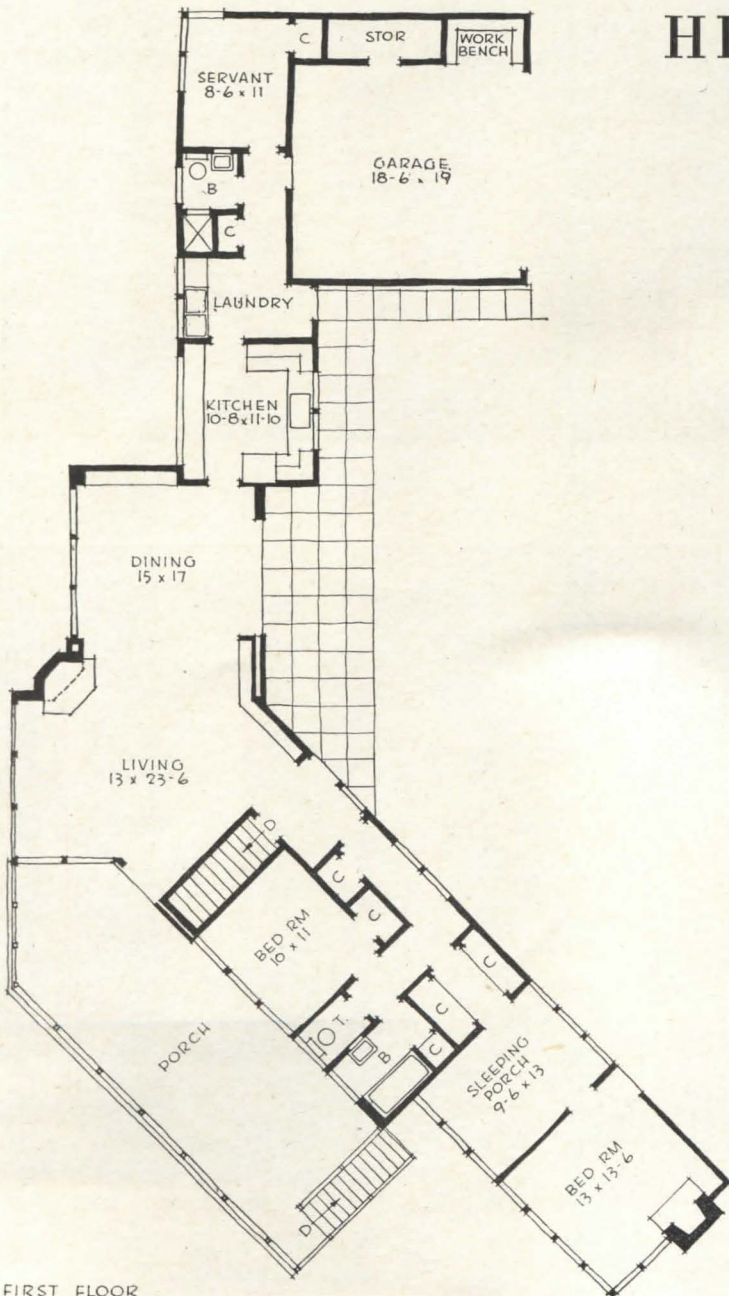 HI
C
STOR
WORK
BENCH
SERVANT
8-6 x 11
GARAGE
18-6 x 19
B
C
LAUNDRY
KITCHEN
10-8x11-10
DINING
15 x 17
LIVING
13 x 23-6
D
C
C
BED RM
10 x 11
C
T.
C
B
C
PORCH
SLEEPING
PORCH
9-6 x 13
BED RM
13 x 13-6
D
FIRST FLOOR